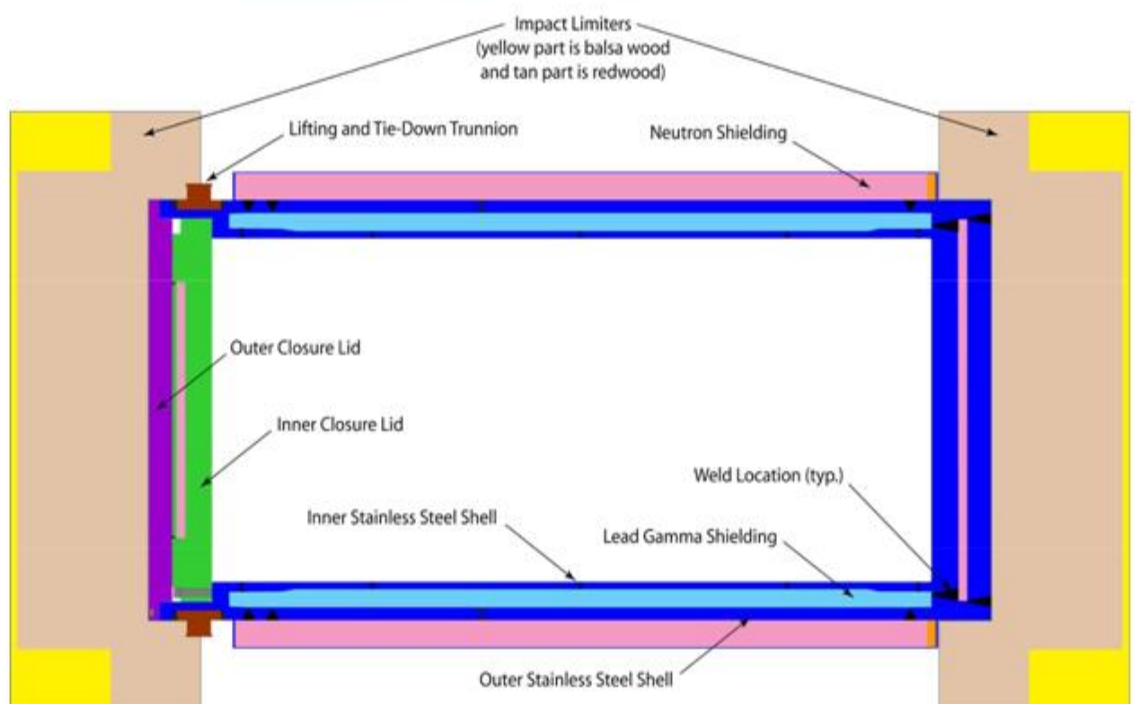 Impact Limiters
(yellow part is balsa wood
and tan part is redwood)
Lifting and Tie-Down Trunnion
Neutron Shielding
Outer Closure Lid
Inner Closure Lid
Weld Location (typ.)
Inner Stainless Steel Shell
Lead Gamma Shielding
Outer Stainless Steel Shell